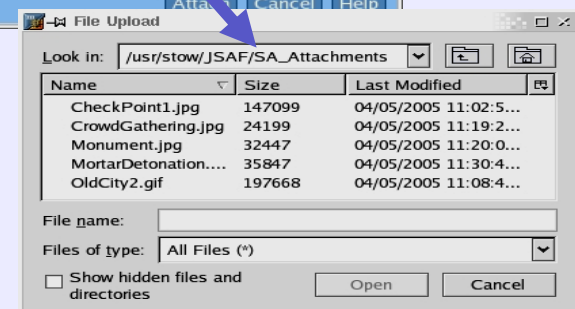 Attach Cancel Help
File Upload
Look in: /usr/stow/JSAF/SA_Attachments
Name Size Last Modified
CheckPoint1.jpg 147099 04/05/2005 11:02:5...
CrowdGathering.jpg 24199 04/05/2005 11:19:2...
Monument.jpg 32447 04/05/2005 11:20:0...
MortarDetonation.... 35847 04/05/2005 11:30:4...
OldCity2.gif 197668 04/05/2005 11:08:4...
File name:
Files of type: All Files (*)
Show hidden files and
directories
Open Cancel